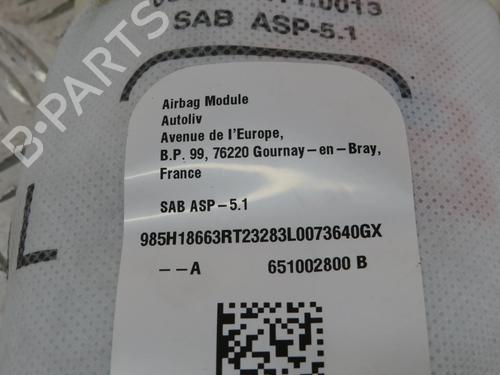 SAB ASP-5.1
Airbag Module
Autoliv
Avenue de l'Europe,
B.P. 99, 76220 Gournay-en-Bray,
France
SAB ASP-5.1
985H18663RT23283L0073640GX
--A 651002800 B
B-PARTS
L